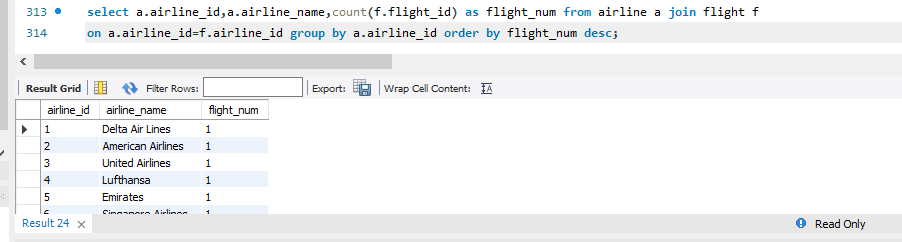 313 select a.airline_id,a.airline_name,count(f.flight_id) as flight_num from airline a join flight f
314 on a.airline_id=f.airline_id group by a.airline_id order by flight_num desc;
Result Grid Filter Rows: Export: Wrap Cell Content:
airline_id airline_name flight_num
1 Delta Air Lines 1
2 American Airlines 1
3 United Airlines 1
4 Lufthansa 1
5 Emirates 1
6 Singapore Airlines 1
Result 24 Read Only